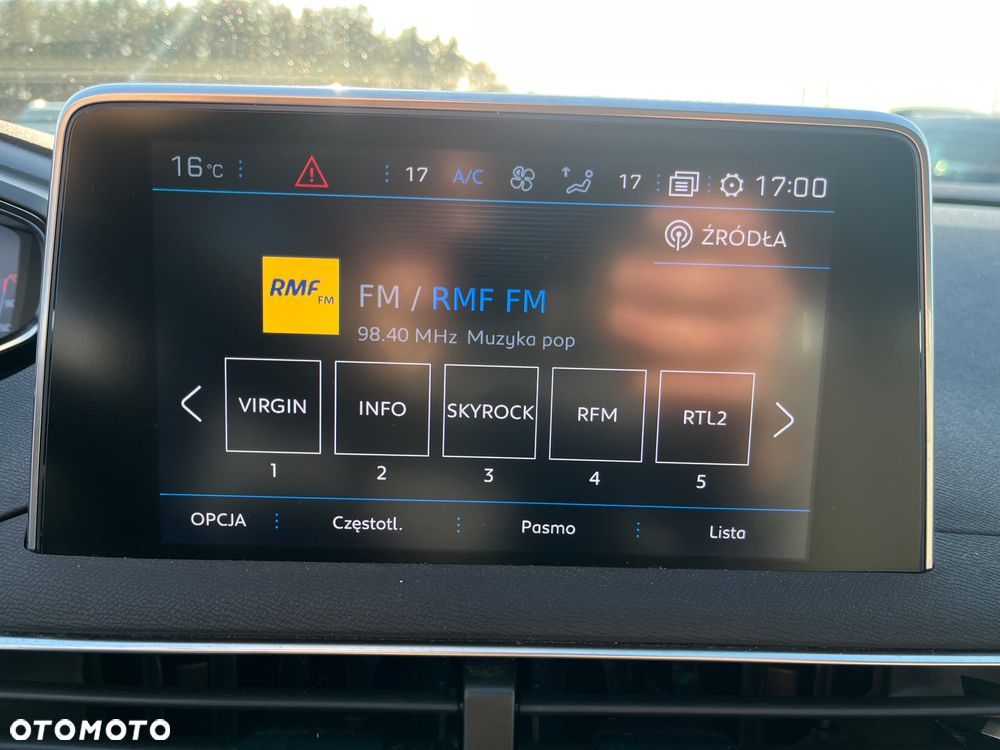 16°C 17 A/C 17 17:00
ŹRÓDŁA
RMF FM
FM / RMF FM
98.40 MHz Muzyka pop
VIRGIN INFO SKYROCK RFM RTL2
1 2 3 4 5
OPCJA Częstotl. Pasmo Lista
OTOMOTO